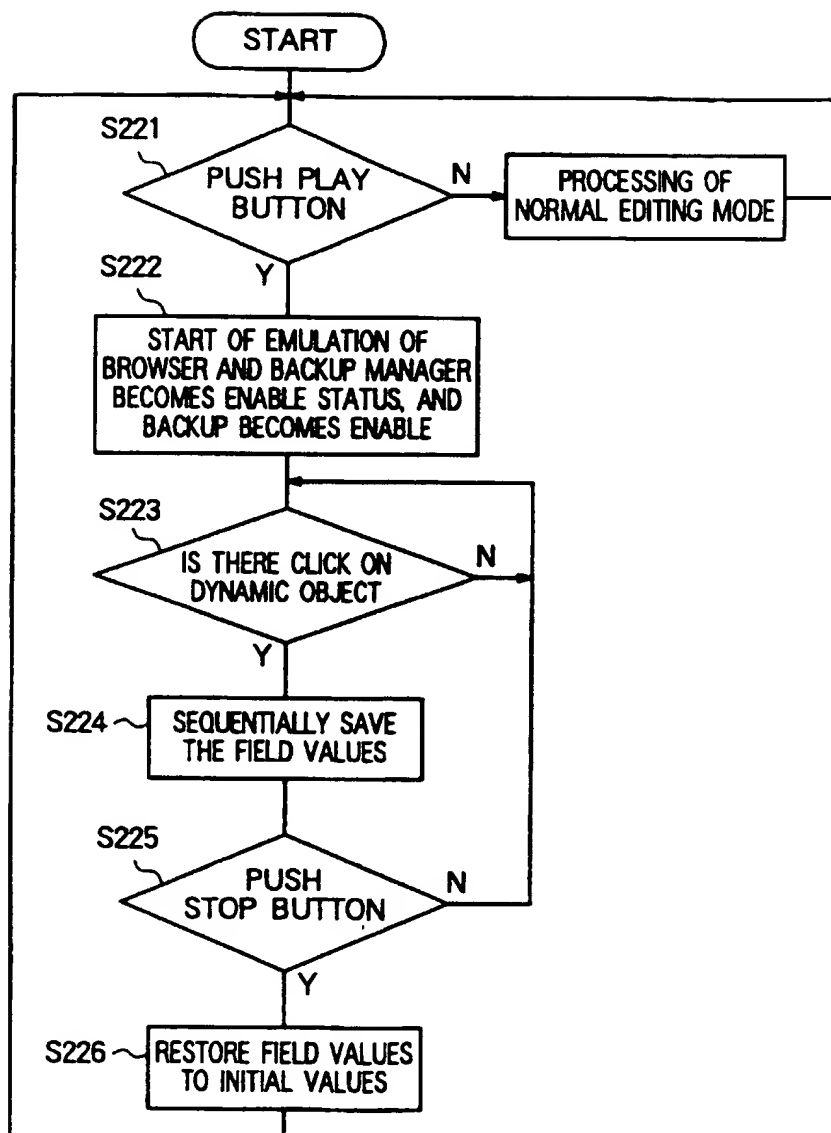 START
S221
PUSH PLAY
BUTTON
N
PROCESSING OF
NORMAL EDITING MODE
Y
S222
START OF EMULATION OF
BROWSER AND BACKUP MANAGER
BECOMES ENABLE STATUS, AND
BACKUP BECOMES ENABLE
S223
IS THERE CLICK ON
DYNAMIC OBJECT
N
Y
S224
SEQUENTIALLY SAVE
THE FIELD VALUES
S225
PUSH
STOP BUTTON
N
Y
S226
RESTORE FIELD VALUES
TO INITIAL VALUES